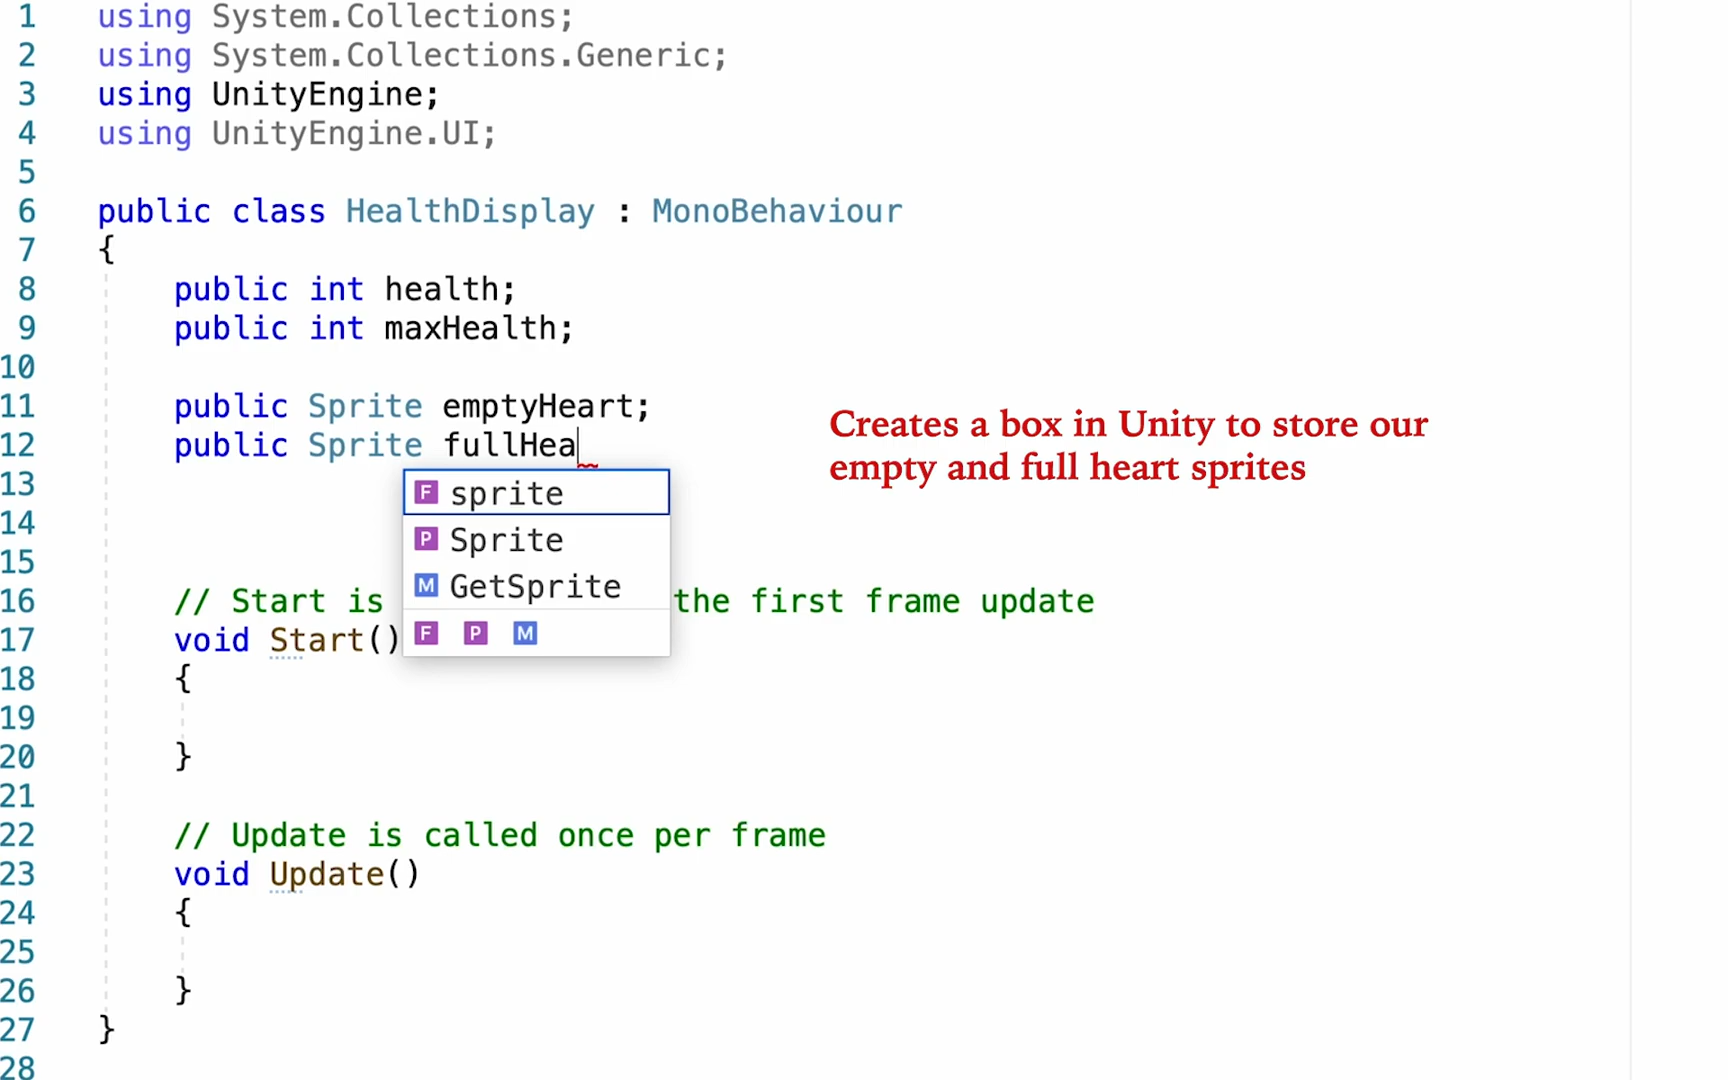 1 using System.Collections;
2 using System.Collections.Generic;
3 using UnityEngine;
4 using UnityEngine.UI;
5
6 public class HealthDisplay : MonoBehaviour
7 {
8 public int health;
9 public int maxHealth;
10
11 public Sprite emptyHeart;
12 public Sprite fullHea
Creates a box in Unity to store our
empty and full heart sprites
13
F sprite
14
P Sprite
15
M GetSprite
16 // Start is the first frame update
F P M
17 void Start()
18 {
19
20 }
21
22 // Update is called once per frame
23 void Update()
24 {
25
26 }
27 }
28